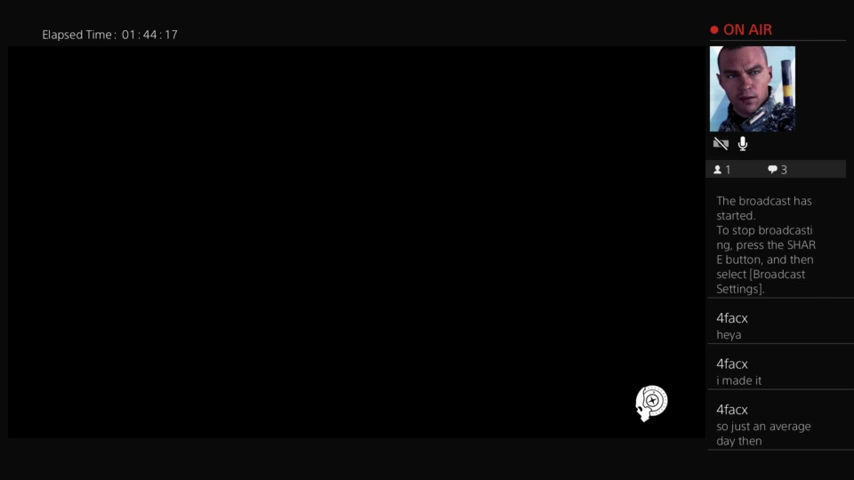 Elapsed Time: 01:44:17
ON AIR
1
3
The broadcast has
started.
To stop broadcasti
ng, press the SHAR
E button, and then
select [Broadcast
Settings].
4facx
heya
4facx
i made it
4facx
so just an average
day then